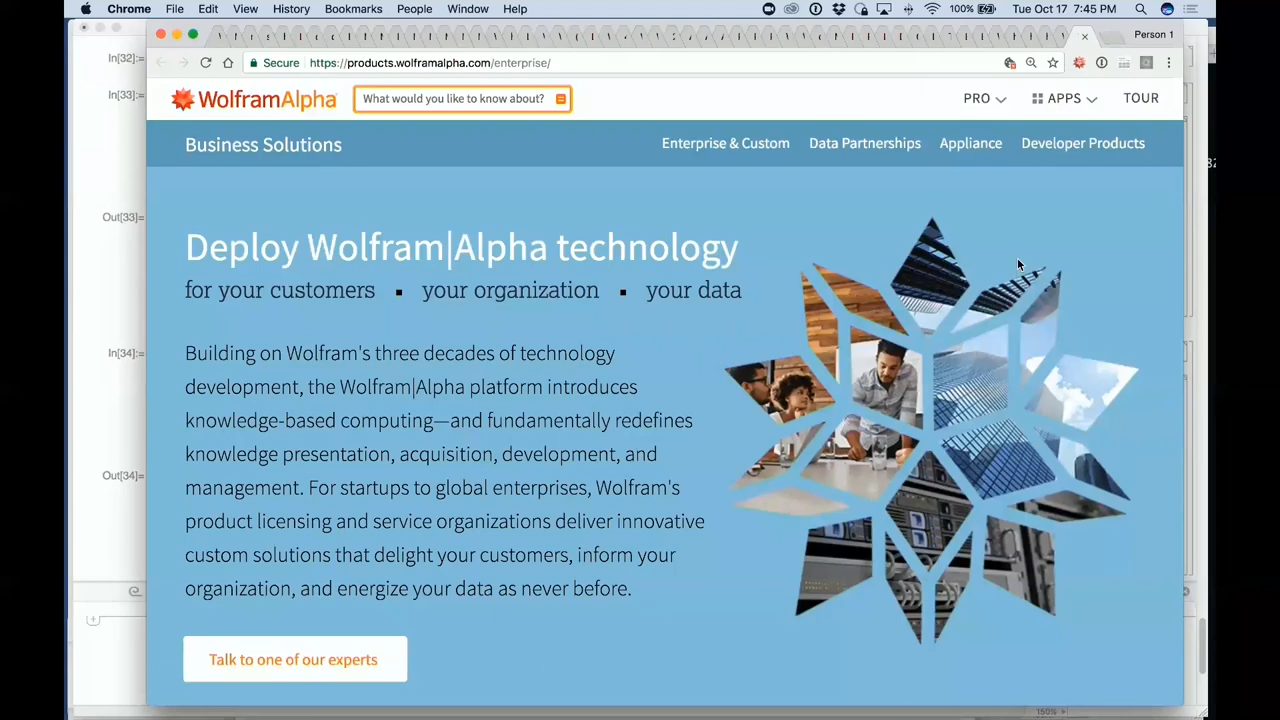 Chrome File Edit View History Bookmarks People Window Help 100% Tue Oct 17 7:45 PM
Person 1
Secure https://products.wolframalpha.com/enterprise/
WolframAlpha What would you like to know about? PRO APPS TOUR
Business Solutions Enterprise & Custom Data Partnerships Appliance Developer Products
In[32]:=
In[33]:=
Out[33]=
In[34]:=
Out[34]=
Deploy Wolfram|Alpha technology
for your customers ▪ your organization ▪ your data
Building on Wolfram's three decades of technology
development, the Wolfram|Alpha platform introduces
knowledge-based computing—and fundamentally redefines
knowledge presentation, acquisition, development, and
management. For startups to global enterprises, Wolfram's
product licensing and service organizations deliver innovative
custom solutions that delight your customers, inform your
organization, and energize your data as never before.
Talk to one of our experts
150%